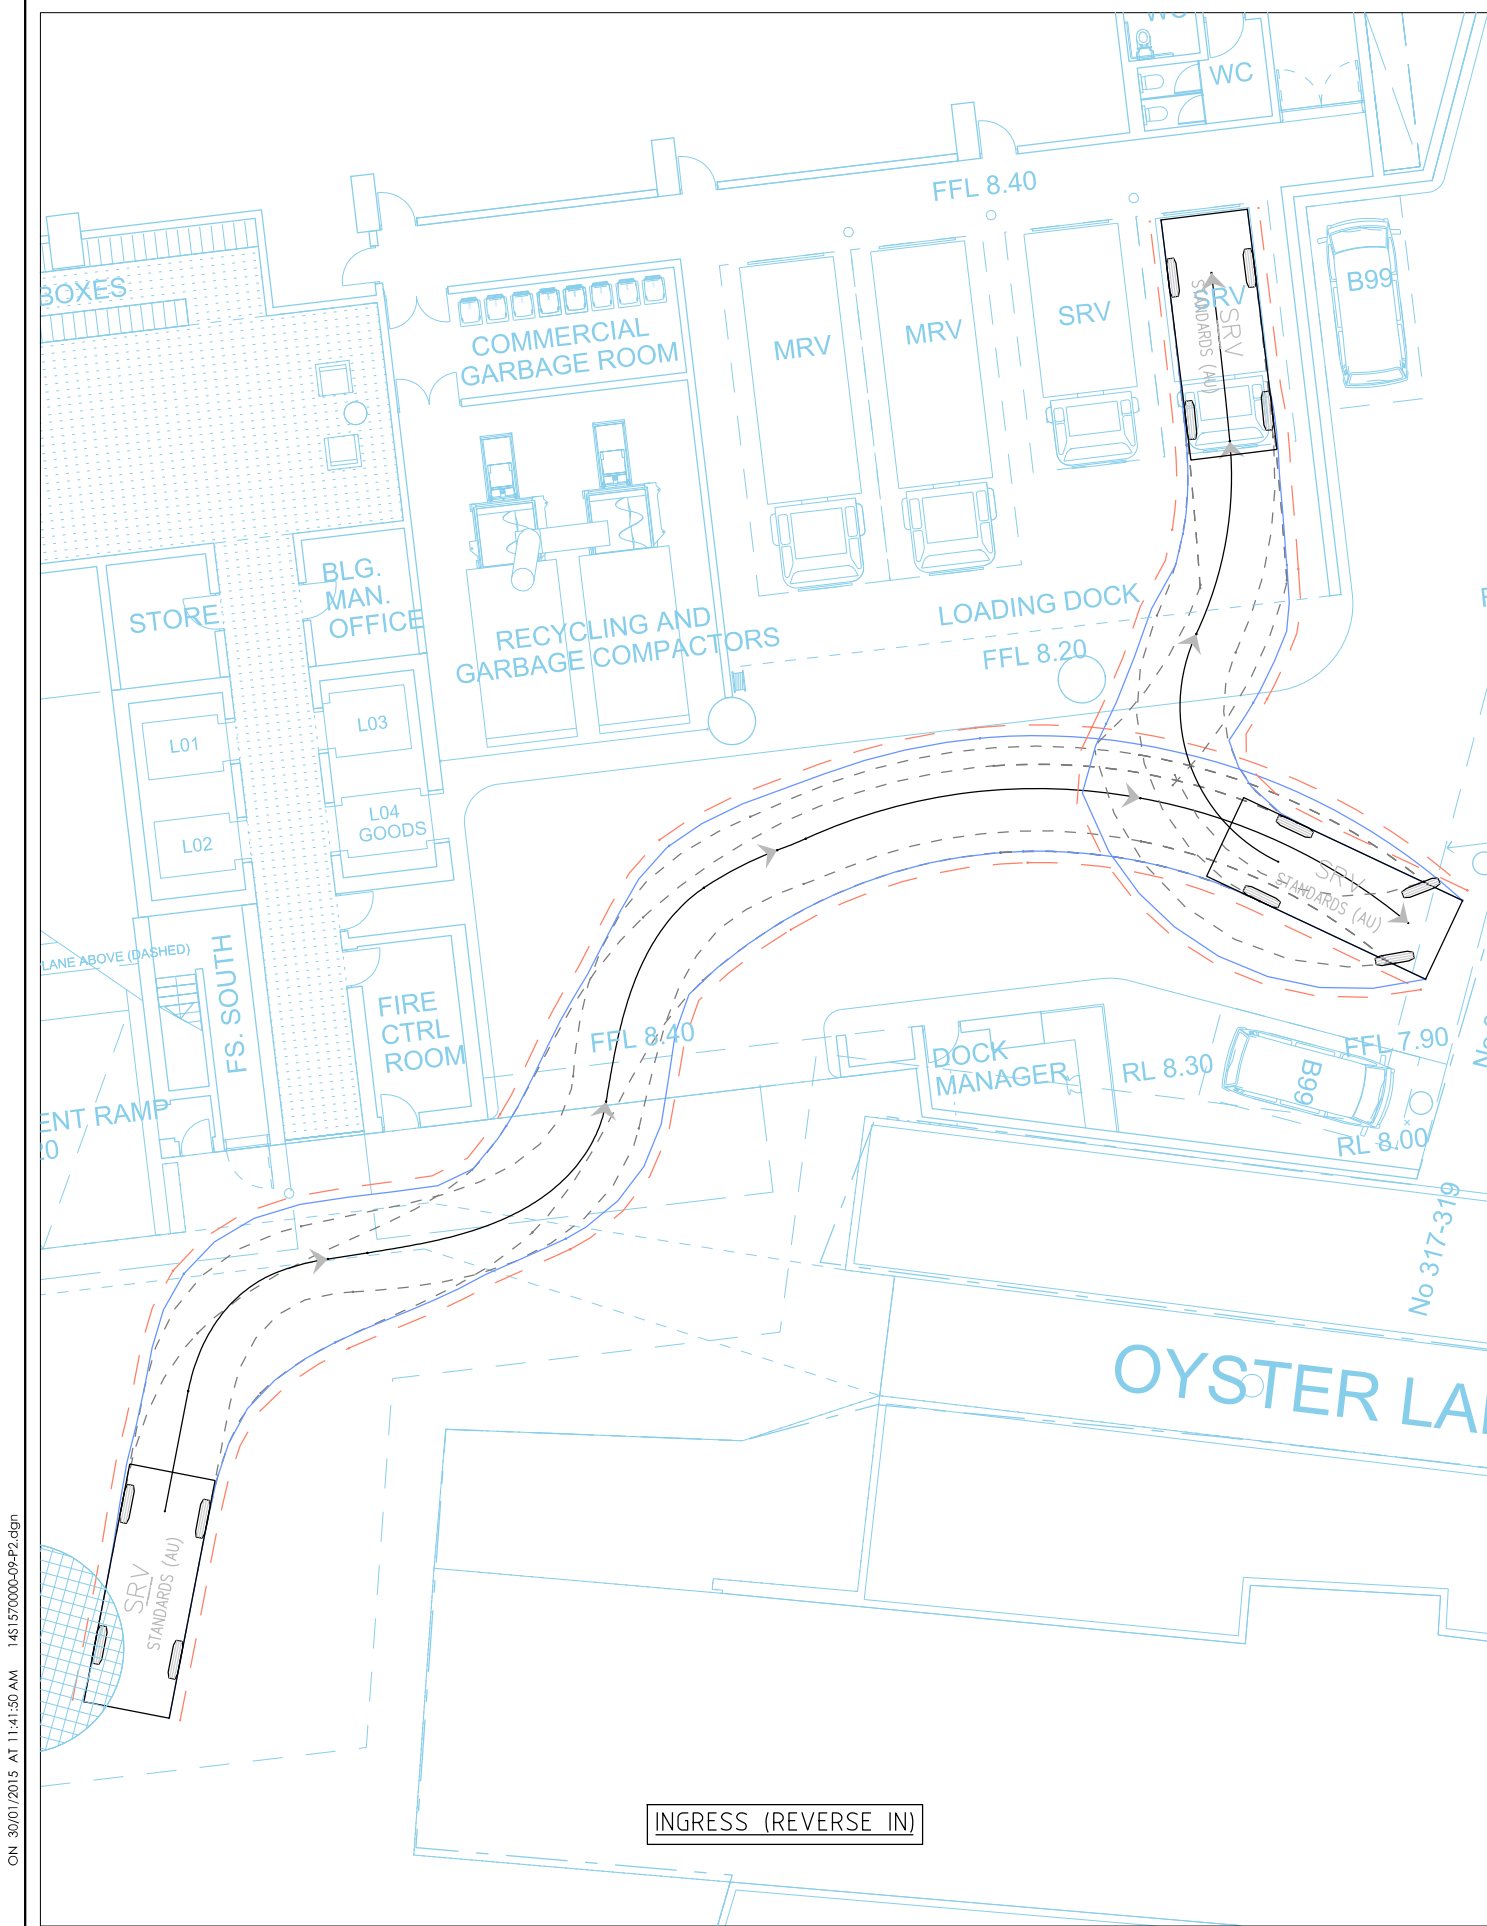 WC
WC
FFL 8.40
BOXES
B99
COMMERCIAL
GARBAGE ROOM
MRV
MRV
SRV
SRV
SRV
STANDARDS (AU)
BLG.
MAN.
OFFICE
STORE
RECYCLING AND
GARBAGE COMPACTORS
LOADING DOCK
FFL 8.20
L01
L03
L02
L04
GOODS
SRV
STANDARDS (AU)
LANE ABOVE (DASHED)
FS. SOUTH
FIRE
CTRL
ROOM
FFL 8.40
DOCK
MANAGER
RL 8.30
B99
FFL 7.90
RL 8.00
ENT RAMP
20
No 317-319
OYSTER LA
SRV
STANDARDS (AU)
INGRESS (REVERSE IN)
ON 30/01/2015 AT 11:41:50 AM 14S1570000-09-P2.dgn